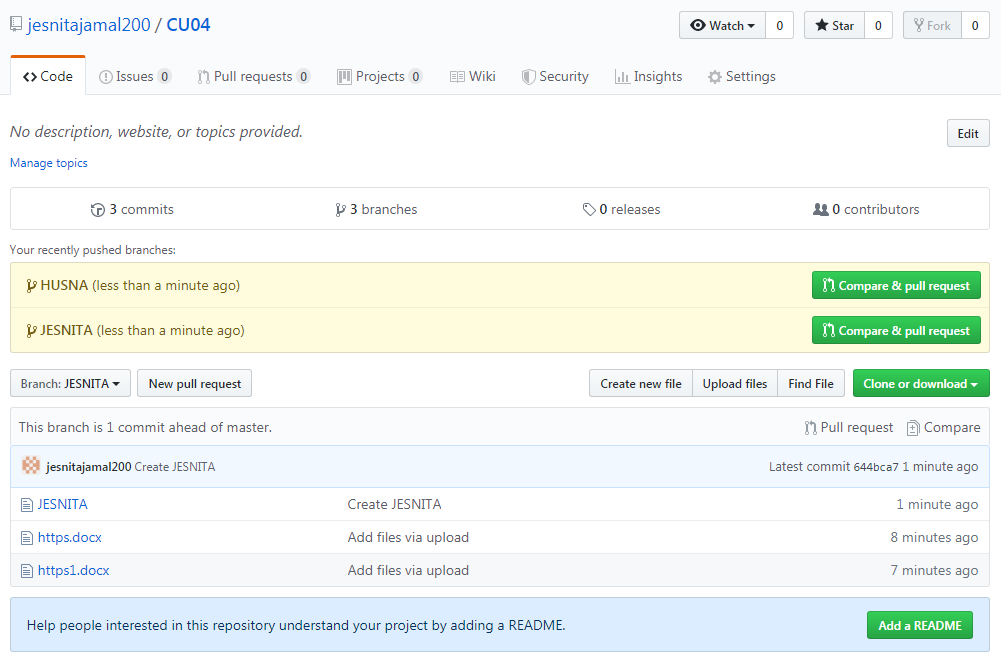 jesnitajamal200 / CU04
Watch 0 Star 0 Fork 0
Code Issues 0 Pull requests 0 Projects 0 Wiki Security Insights Settings
No description, website, or topics provided.
Edit
Manage topics
3 commits 3 branches 0 releases 0 contributors
Your recently pushed branches:
HUSNA (less than a minute ago) Compare & pull request
JESNITA (less than a minute ago) Compare & pull request
Branch: JESNITA New pull request Create new file Upload files Find File Clone or download
This branch is 1 commit ahead of master. Pull request Compare
jesnitajamal200 Create JESNITA Latest commit 644bca7 1 minute ago
JESNITA Create JESNITA 1 minute ago
https.docx Add files via upload 8 minutes ago
https1.docx Add files via upload 7 minutes ago
Help people interested in this repository understand your project by adding a README. Add a README